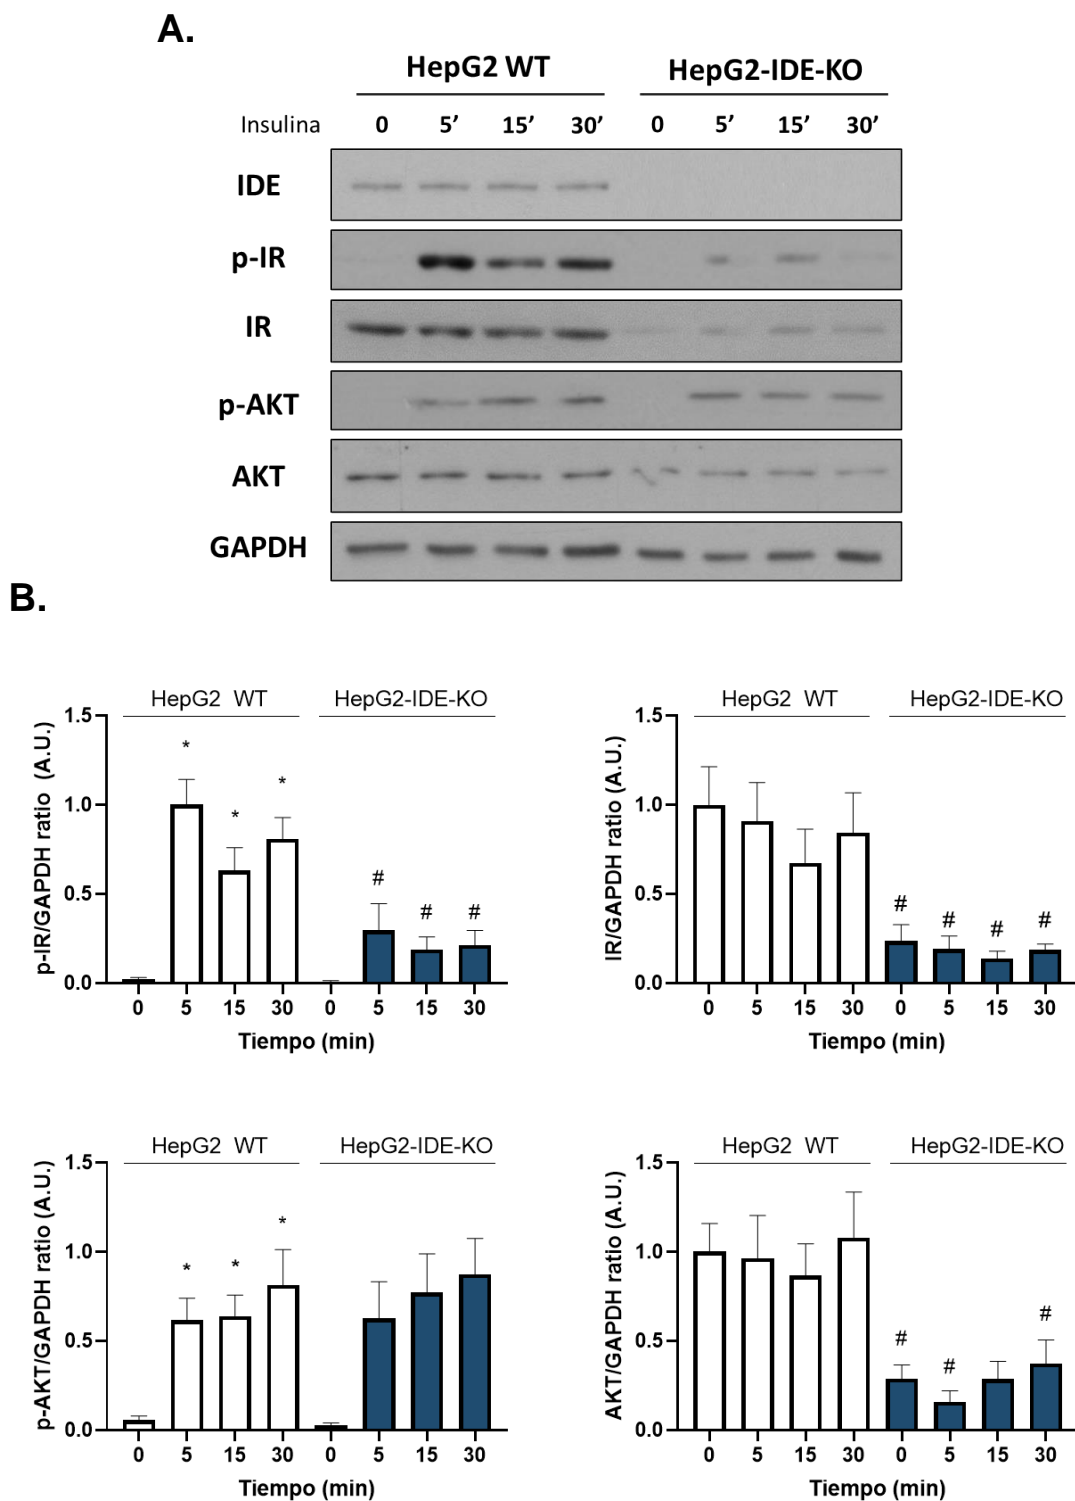 A.
HepG2 WT HepG2-IDE-KO
Insulina 0 5’ 15’ 30’ 0 5’ 15’ 30’
IDE
p-IR
IR
p-AKT
AKT
GAPDH
B.
HepG2 WT HepG2-IDE-KO
p-IR/GAPDH ratio (A.U.)
1.5
*
1.0
*
*
0.5
#
#
#
0.0
0 5 15 30 0 5 15 30
Tiempo (min)
HepG2 WT HepG2-IDE-KO
IR/GAPDH ratio (A.U.)
1.5
1.0
0.5
#
#
#
#
0.0
0 5 15 30 0 5 15 30
Tiempo (min)
HepG2 WT HepG2-IDE-KO
p-AKT/GAPDH ratio (A.U.)
1.5
*
1.0
*
*
0.5
0.0
0 5 15 30 0 5 15 30
Tiempo (min)
HepG2 WT HepG2-IDE-KO
AKT/GAPDH ratio (A.U.)
1.5
1.0
#
0.5
#
#
0.0
0 5 15 30 0 5 15 30
Tiempo (min)